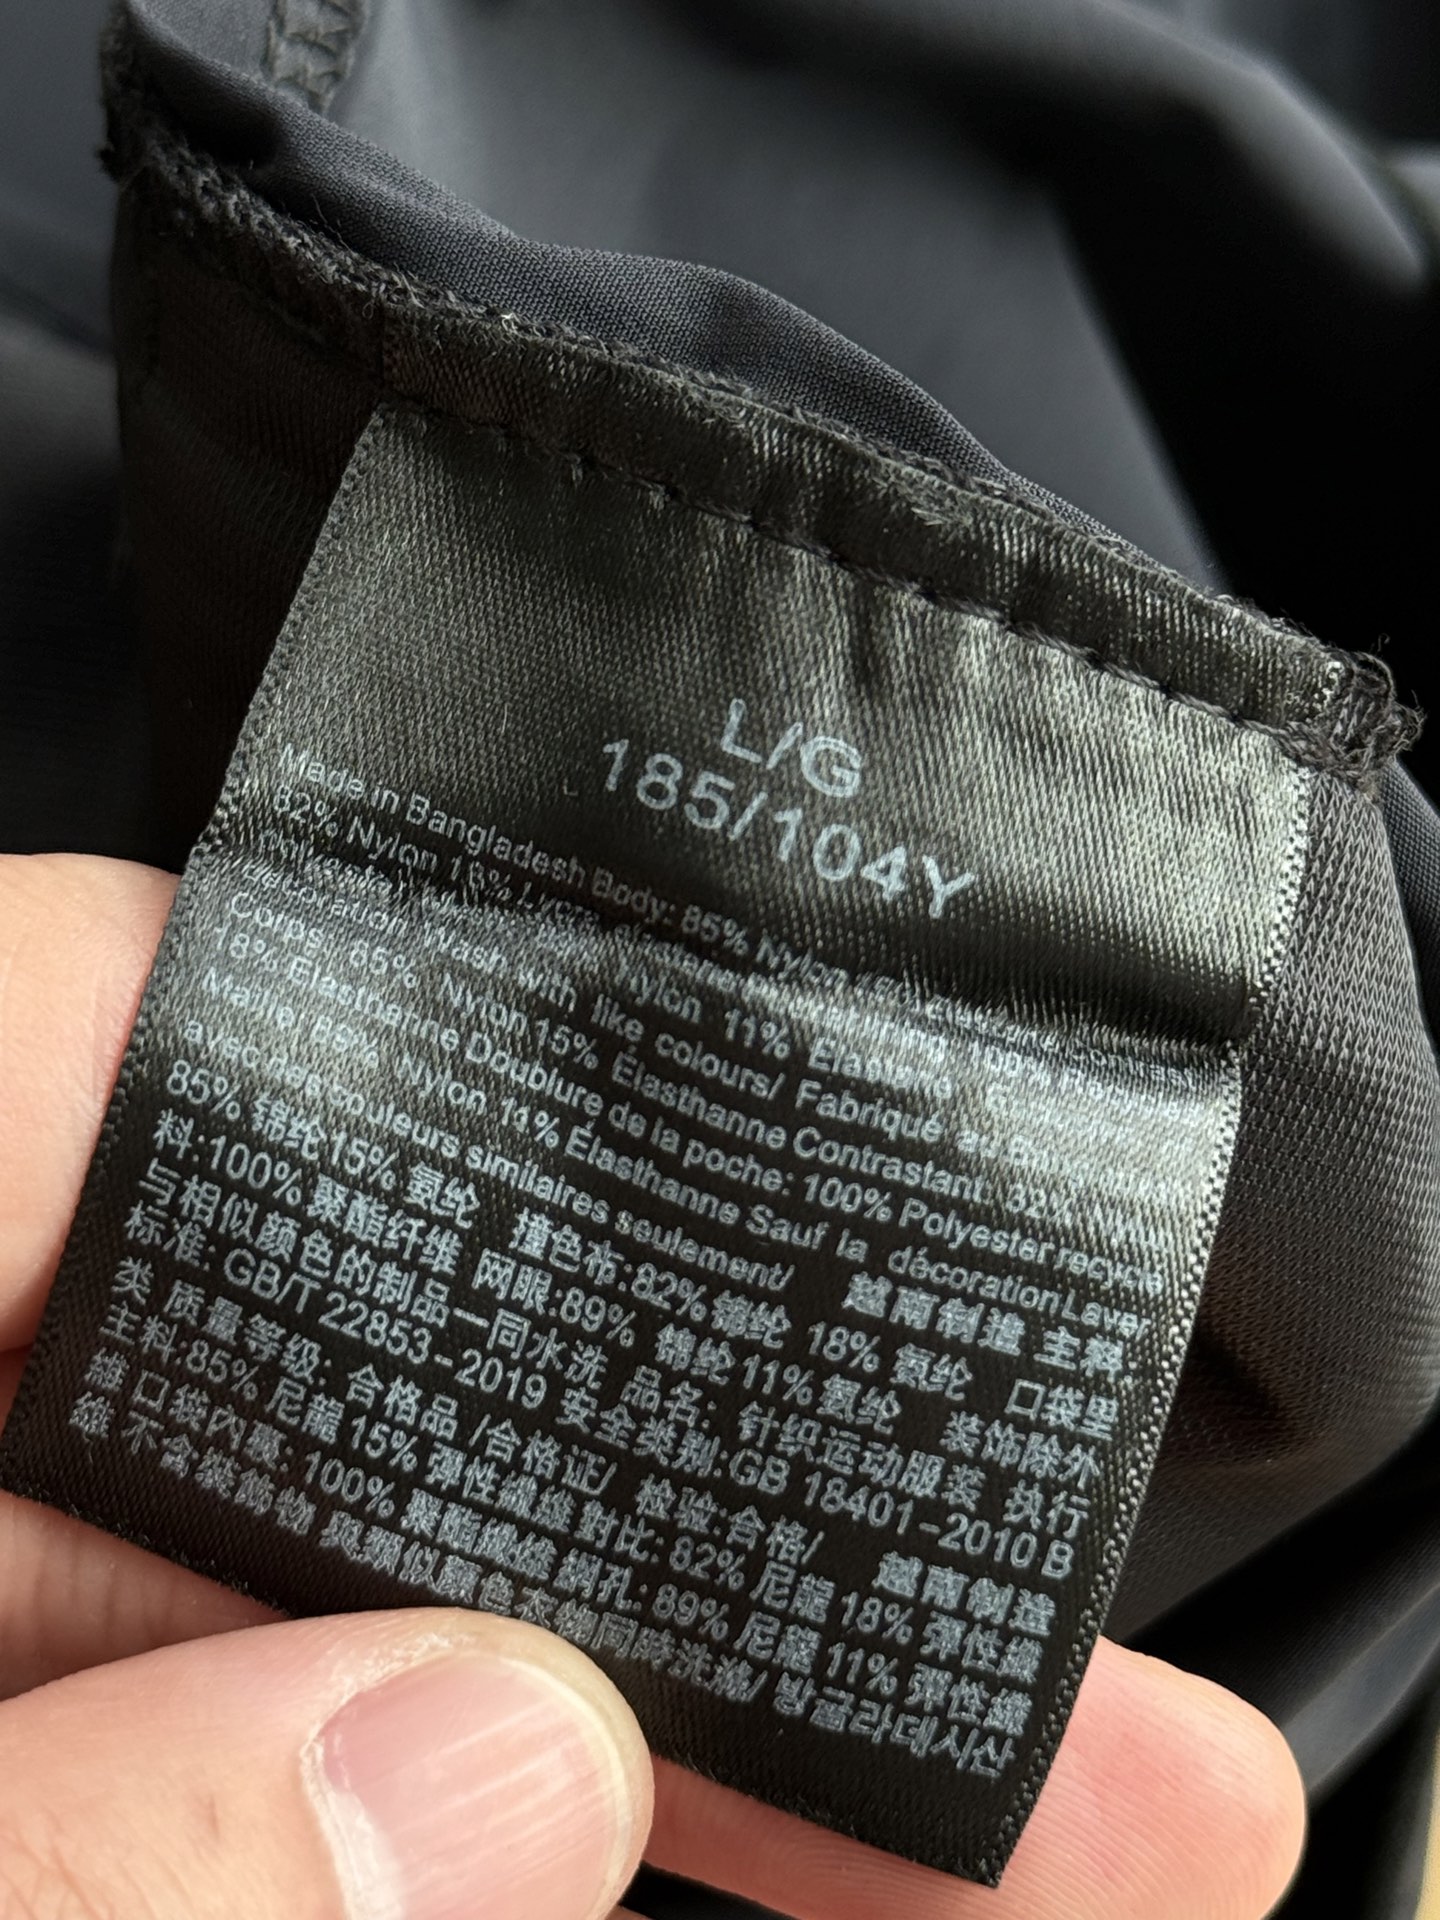 L/G
185/104Y
Made in Bangladesh Body: 85% Nylon
82% Nylon 18% Lycra Contrast
Decoration Wash with like colours/ Fabriqué au
Corps: 85% Nylon 15% Élasthanne Contrastant: 82%
18% Élasthanne Doublure de la poche: 100% Polyester recyclé
Maille: 89% Nylon 11% Élasthanne Sauf la décoration Laver
avec des couleurs similaires seulement/ 越南制造 主料:
85% 锦纶15% 氨纶 撞色布:82% 锦纶 18% 氨纶 口袋里
料:100% 聚酯纤维 网眼:89% 锦纶 11% 氨纶 装饰除外
与相似颜色的制品一同水洗 品名: 针织运动服装 执行
标准: GB/T 22853-2019 安全类别:GB 18401-2010 B
类 质量等级: 合格品 /合格证/ 检验:合格/ 越南制造
主料:85% 尼龍 15% 彈性纖維 對比: 82% 尼龍 18% 彈性纖
維 口袋內裏: 100% 聚酯纖維 網孔: 89% 尼龍 11% 彈性纖
維 不含裝飾物 與類似顏色衣物同時洗滌/ 방글라데시산